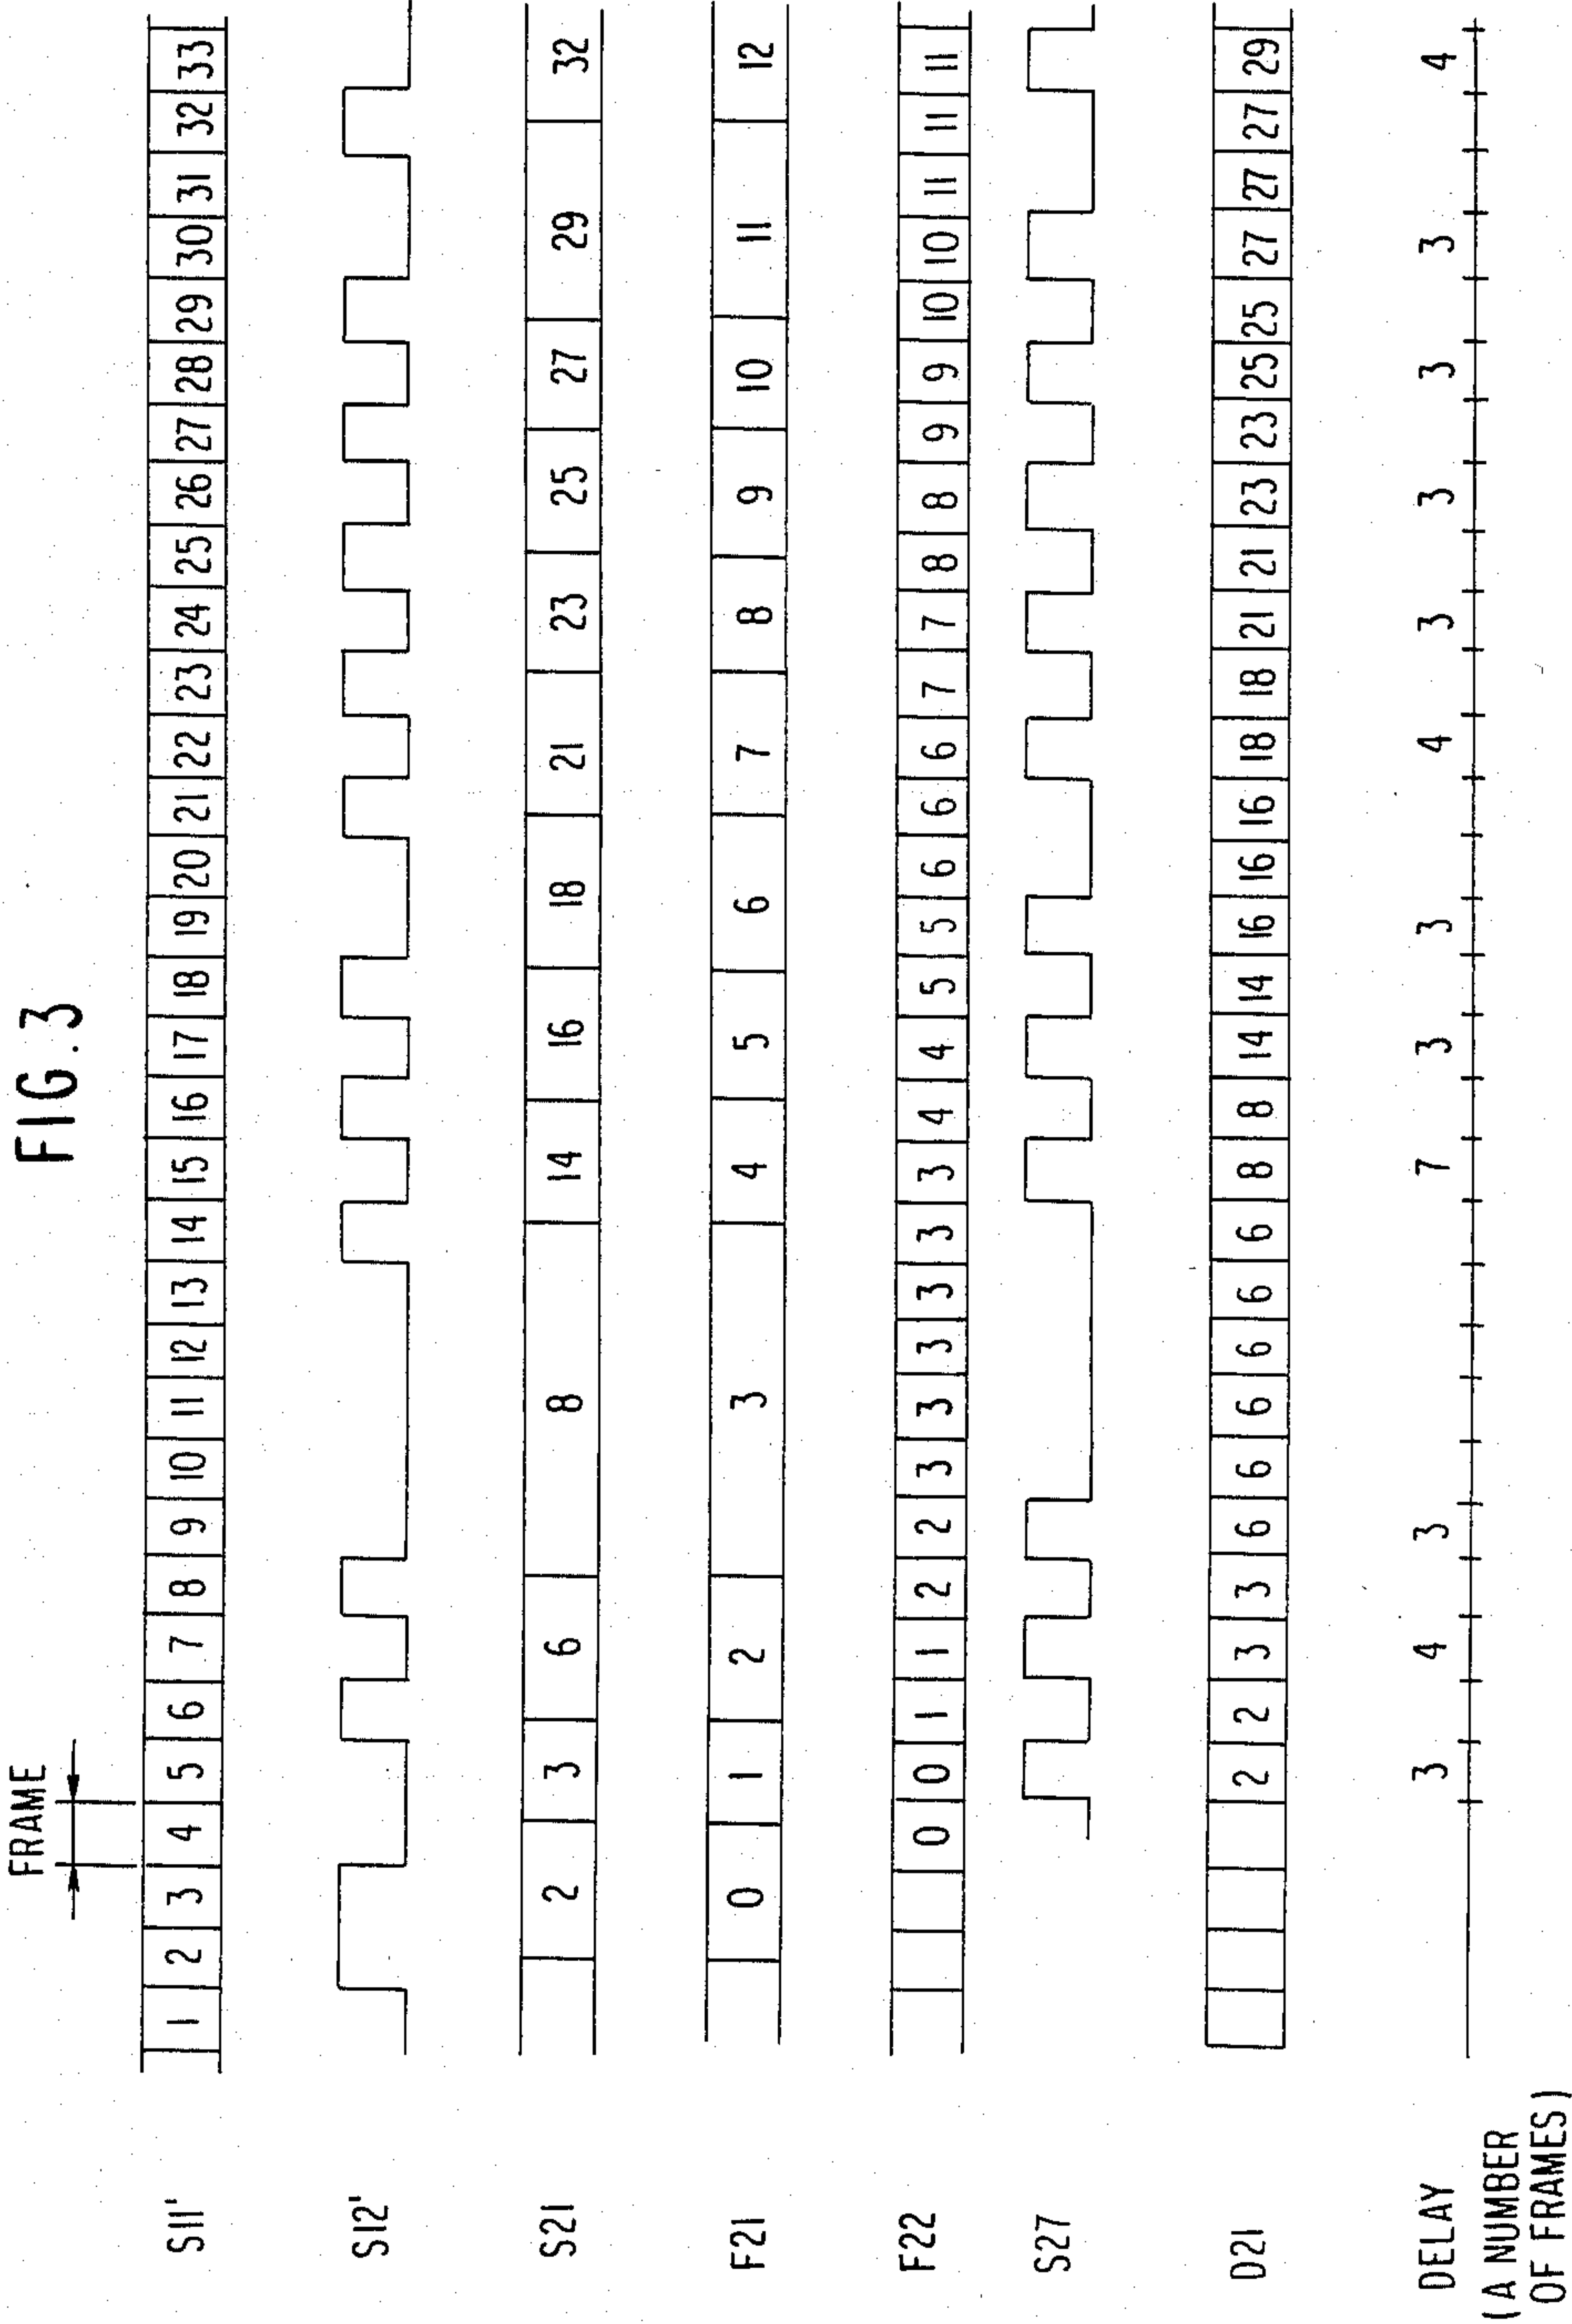 FIG.3
FRAME
S11' 1 2 3 4 5 6 7 8 9 10 11 12 13 14 15 16 17 18 19 20 21 22 23 24 25 26 27 28 29 30 31 32 33
S12'
S21 2 3 6 8 14 16 18 21 23 25 27 29 32
F21 0 1 2 3 4 5 6 7 8 9 10 11 12
F22 0 0 1 1 2 2 3 3 3 3 3 3 4 4 5 5 6 6 6 7 7 8 8 9 9 10 10 11 11 11
S27
D21 2 2 3 3 6 6 6 6 6 6 8 8 14 14 16 16 16 18 18 21 21 23 23 25 25 27 27 27 29
DELAY 3 4 3 7 3 3 4 3 3 3 3 4
(A NUMBER
OF FRAMES)